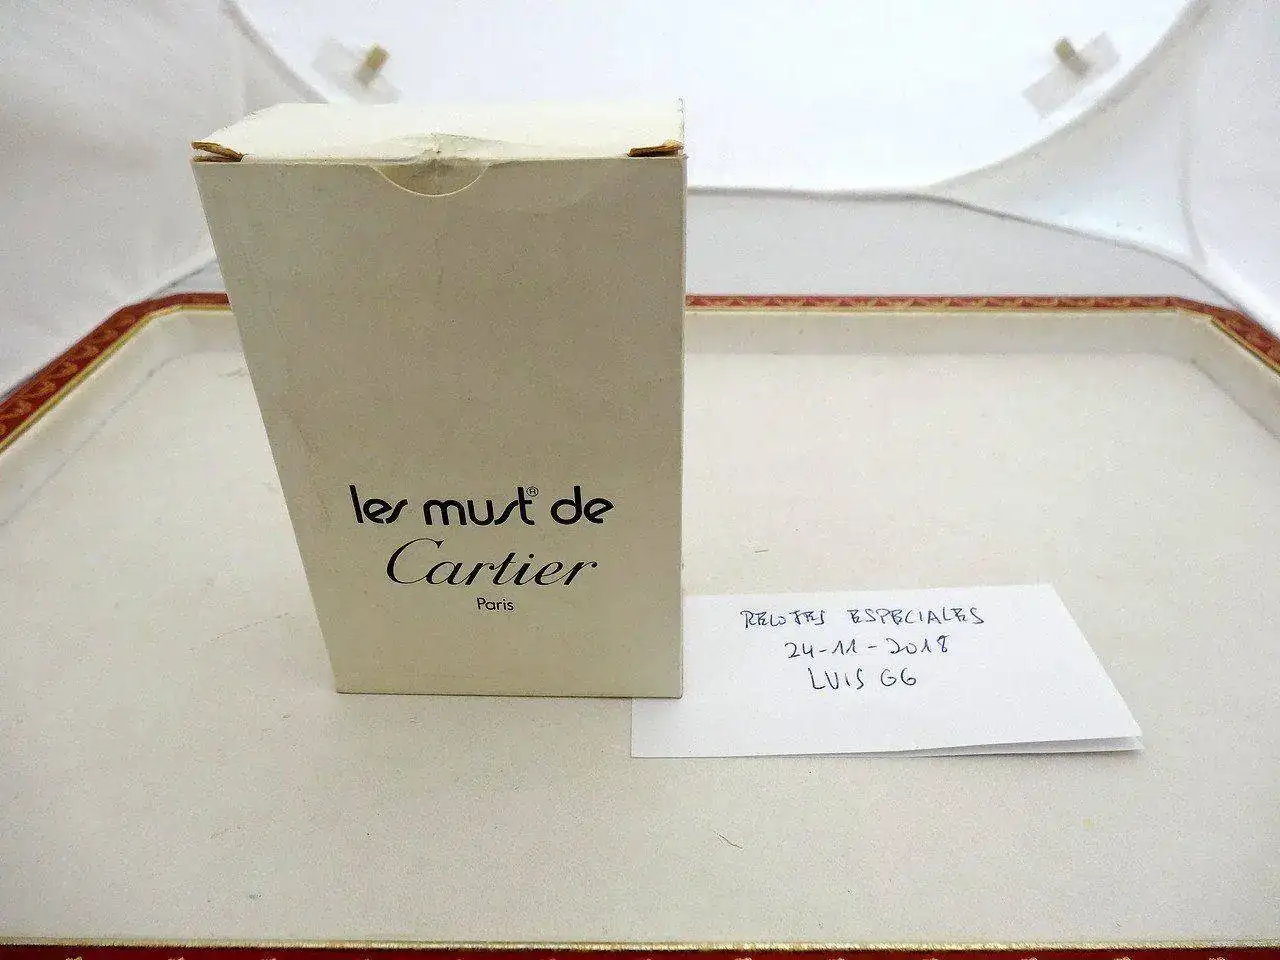 les must® de
Cartier
Paris
RELOJES ESPECIALES
24-11-2018
LUIS GG